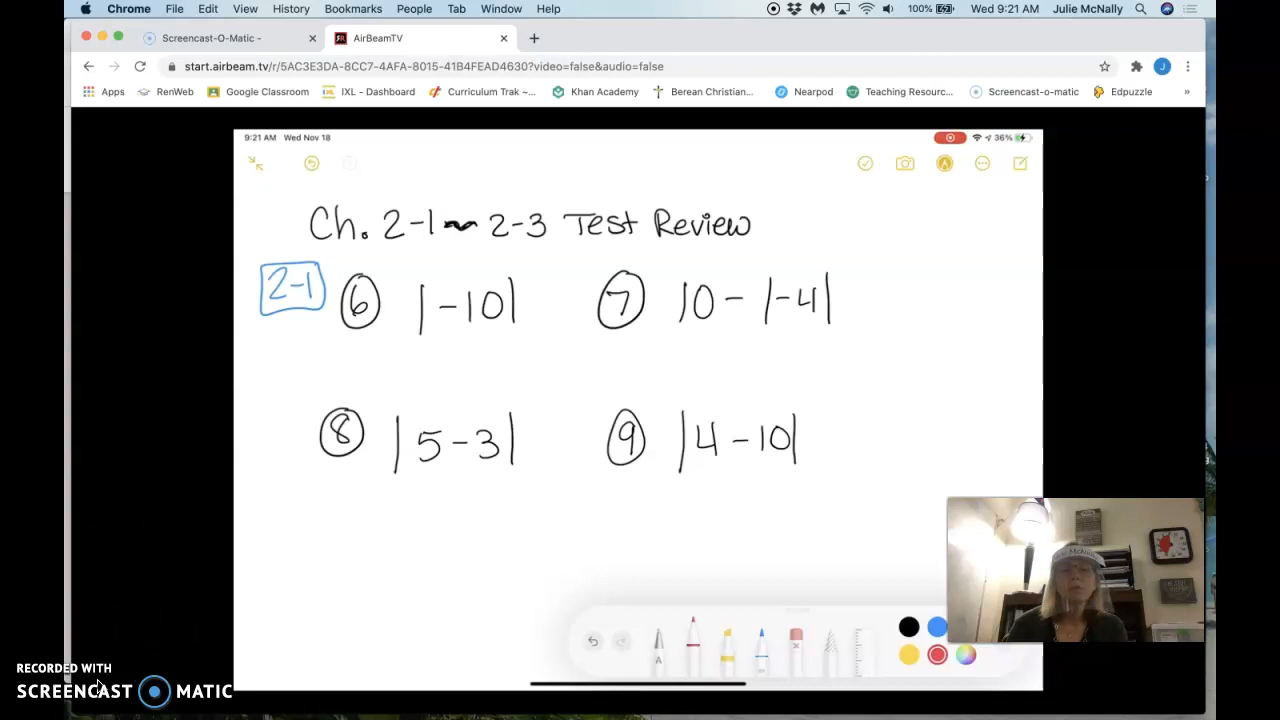 Chrome File Edit View History Bookmarks People Tab Window Help 100% Wed Nov 9:21 AM Julie McNally
Screencast-O-Matic - AirBeamTV
start.airbeam.tv/r/5AC3E3DA-8CC7-4AFA-8015-41B4FEAD4630?video=false&audio=false
Apps RenWeb Google Classroom IXL - Dashboard Curriculum Trak ~... Khan Academy Berean Christian... Nearpod Teaching Resourc... Screencast-o-matic Edpuzzle »
9:21 AM Wed Nov 18 36%
Ch. 2-1 ~ 2-3 Test Review
2-1 6 |-10| 7 10 - |-4|
8 |5-3| 9 |4-10|
A
RECORDED WITH
SCREENCAST MATIC